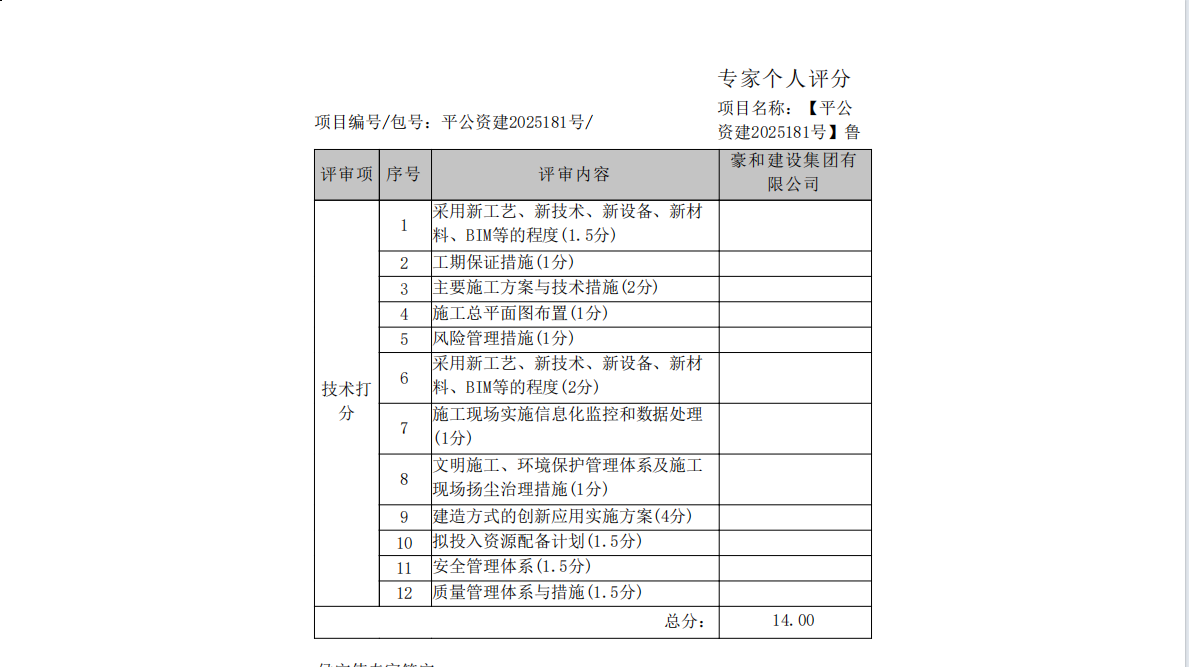 专家个人评分
项目编号/包号：平公资建2025181号/
项目名称：【平公
资建2025181号】鲁
评审项 序号 评审内容 豪和建设集团有
限公司
技术打
分
1 采用新工艺、新技术、新设备、新材
料、BIM等的程度(1.5分)
2 工期保证措施(1分)
3 主要施工方案与技术措施(2分)
4 施工总平面图布置(1分)
5 风险管理措施(1分)
6 采用新工艺、新技术、新设备、新材
料、BIM等的程度(2分)
7 施工现场实施信息化监控和数据处理
(1分)
8 文明施工、环境保护管理体系及施工
现场扬尘治理措施(1分)
9 建造方式的创新应用实施方案(4分)
10 拟投入资源配备计划(1.5分)
11 安全管理体系(1.5分)
12 质量管理体系与措施(1.5分)
总分： 14.00